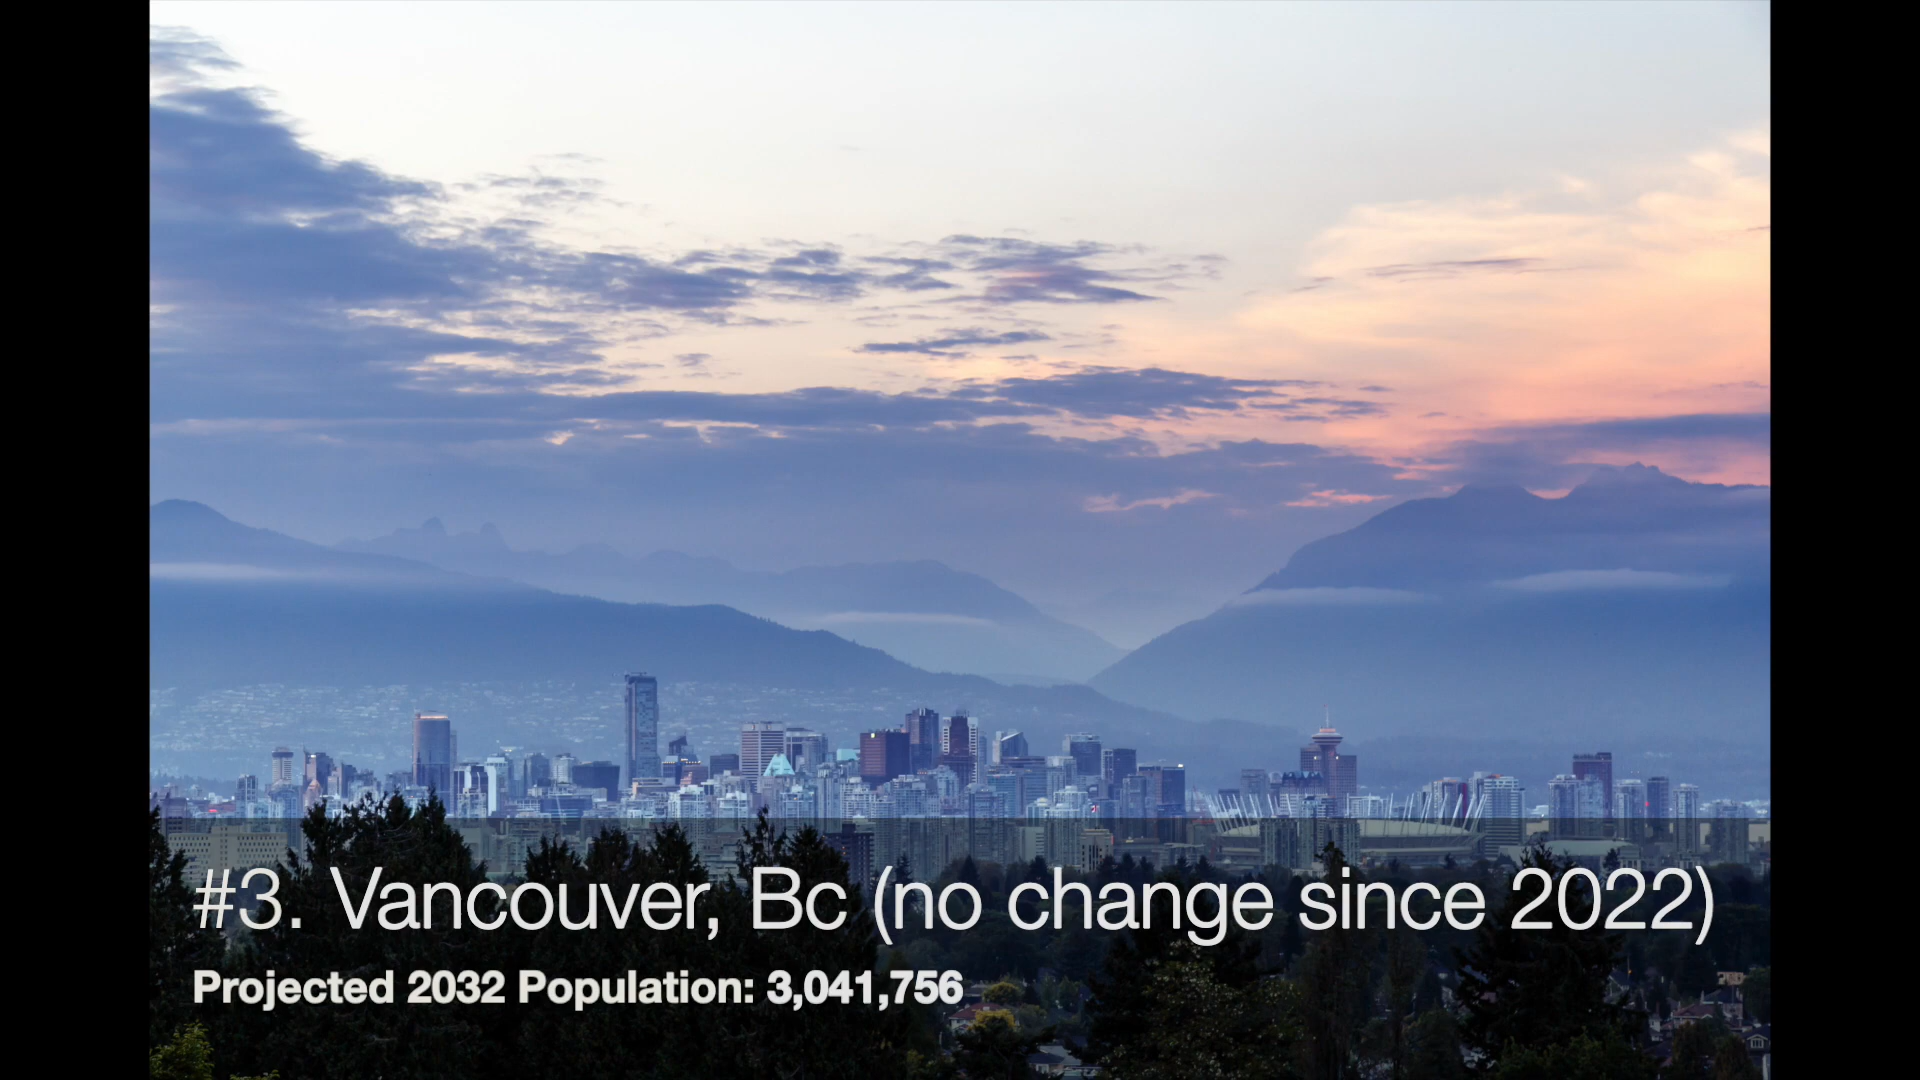 #3. Vancouver, Bc (no change since 2022)
Projected 2032 Population: 3,041,756